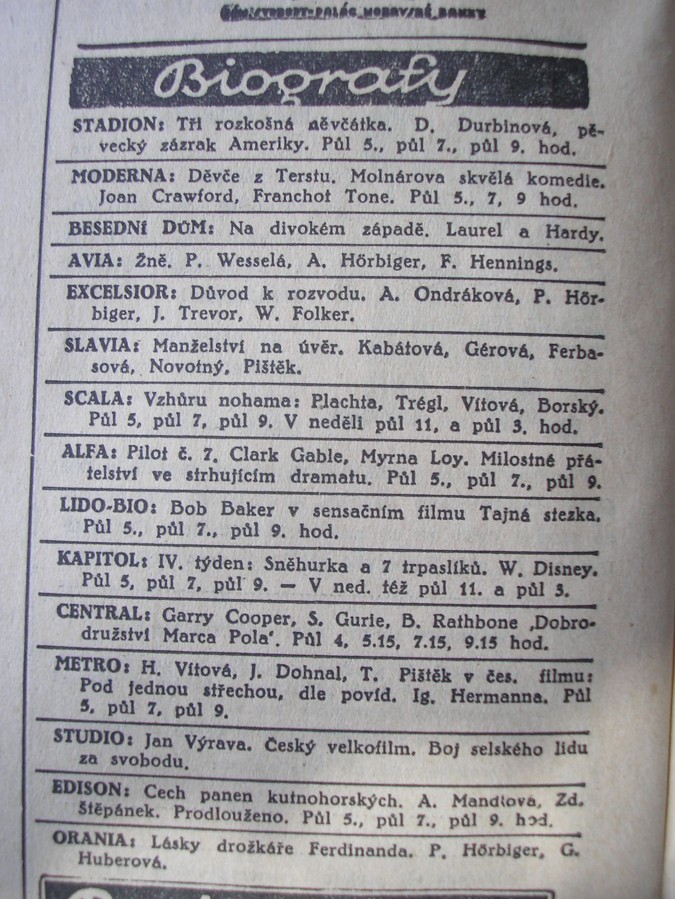 Biografy
STADION: Tři rozkošná děvčátka. D. Durbinová, pě-
vecký zázrak Ameriky. Půl 5., půl 7., půl 9. hod.
MODERNA: Děvče z Terstu. Molnárova skvělá komedie.
Joan Crawford, Franchot Tone. Půl 5., 7, 9 hod.
BESEDNÍ DŮM: Na divokém západě. Laurel a Hardy.
AVIA: Žně. P. Wesselá, A. Hörbiger, F. Hennings.
EXCELSIOR: Důvod k rozvodu. A. Ondráková, P. Hör-
biger, J. Trevor, W. Folker.
SLAVIA: Manželství na úvěr. Kabátová, Gérová, Ferba-
sová, Novotný, Pištěk.
SCALA: Vzhůru nohama: Plachta, Trégl, Vítová, Borský.
Půl 5, půl 7, půl 9. V neděli půl 11, a půl 3. hod.
ALFA: Pilot č. 7. Clark Gable, Myrna Loy. Milostné přá-
telství ve strhujícím dramatu. Půl 5., půl 7., půl 9.
LIDO-BIO: Bob Baker v sensačním filmu Tajná stezka.
Půl 5., půl 7., půl 9. hod.
KAPITOL: IV. týden: Sněhurka a 7 trpaslíků. W. Disney.
Půl 5, půl 7, půl 9. — V ned. též půl 11. a půl 3.
CENTRAL: Garry Cooper, S. Gurie, B. Rathbone ‚Dobro-
družství Marca Pola‘. Půl 4, 5.15, 7.15, 9.15 hod.
METRO: H. Vítová, J. Dohnal, T. Pištěk v čes. filmu:
Pod jednou střechou, dle povíd. Ig. Hermanna. Půl
5, půl 7, půl 9.
STUDIO: Jan Výrava. Český velkofilm. Boj selského lidu
za svobodu.
EDISON: Cech panen kutnohorských. A. Mandlová, Zd.
Štěpánek. Prodlouženo. Půl 5., půl 7., půl 9. hod.
ORANIA: Lásky drožkáře Ferdinanda. P. Hörbiger, G.
Huberová.